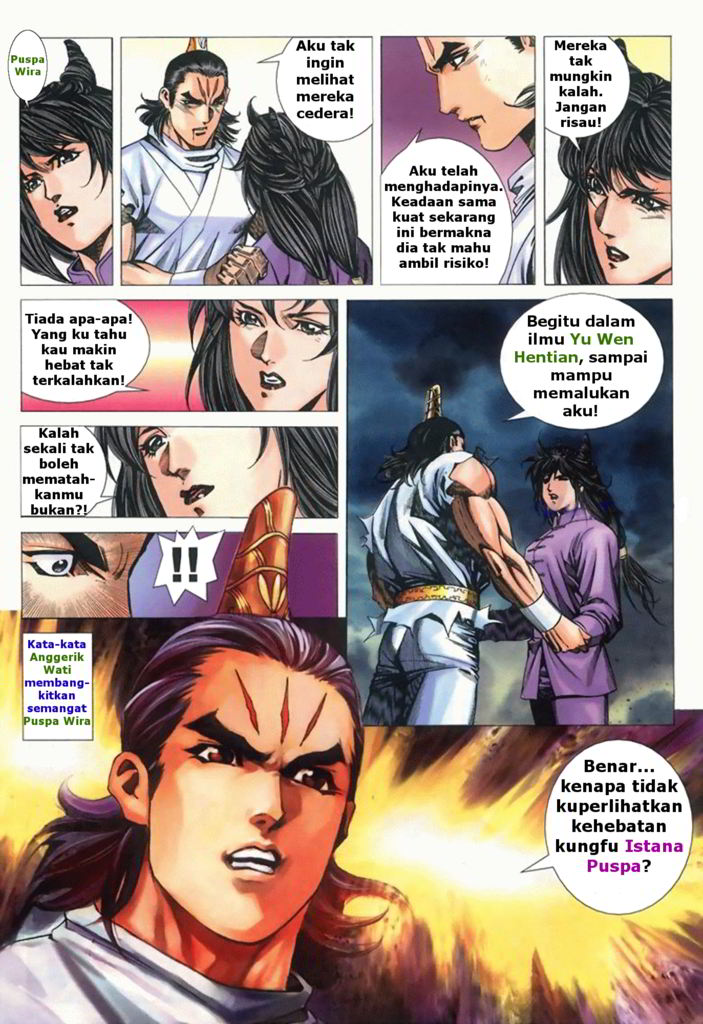 Puspa
Wira
Aku tak
ingin
melihat
mereka
cedera!
Aku telah
menghadapinya.
Keadaan sama
kuat sekarang
ini bermakna
dia tak mahu
ambil risiko!
Mereka
tak
mungkin
kalah.
Jangan
risau!
Tiada apa-apa!
Yang ku tahu
kau makin
hebat tak
terkalahkan!
Begitu dalam
ilmu Yu Wen
Hentian, sampai
mampu
memalukan
aku!
Kalah
sekali tak
boleh
mematah-
kanmu
bukan?!
!!
Kata-kata
Anggerik
Wati
membang-
kitkan
semangat
Puspa Wira
Benar...
kenapa tidak
kuperlihatkan
kehebatan
kungfu Istana
Puspa?